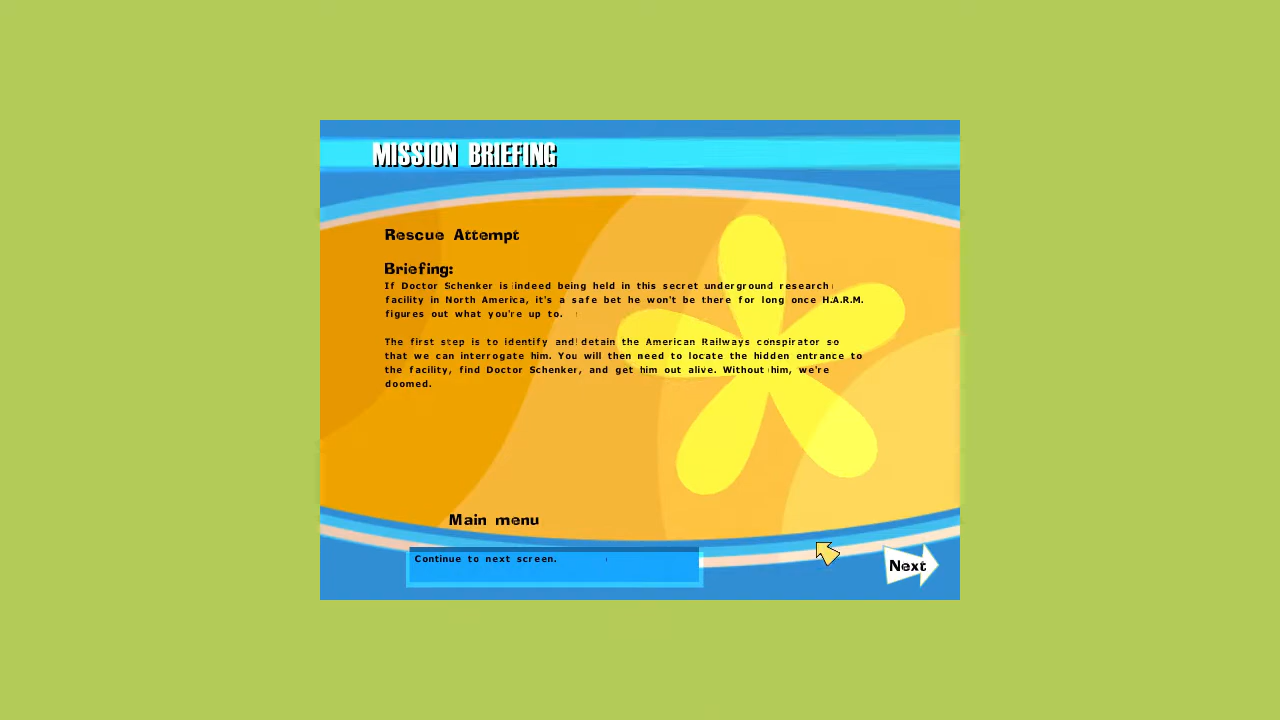 MISSION BRIEFING
Rescue Attempt
Briefing:
If Doctor Schenker is indeed being held in this secret underground research
facility in North America, it's a safe bet he won't be there for long once H.A.R.M.
figures out what you're up to.
The first step is to identify and detain the American Railways conspirator so
that we can interrogate him. You will then need to locate the hidden entrance to
the facility, find Doctor Schenker, and get him out alive. Without him, we're
doomed.
Main menu
Continue to next screen.
Next